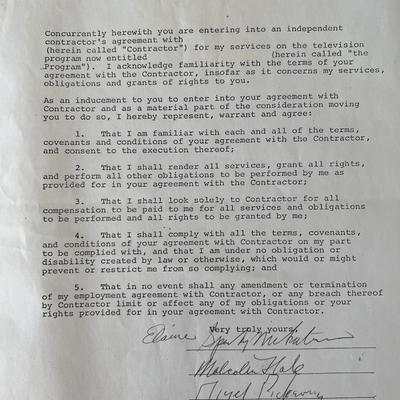 Concurrently herewith you are entering into an independent
contractor's agreement with
(herein called "Contractor") for my services on the television
program now entitled (herein called "the
Program"). I acknowledge familiarity with the terms of your
agreement with the Contractor, insofar as it concerns my services,
obligations and grants of rights to you.
As an inducement to you to enter into your agreement with
Contractor and as a material part of the consideration moving
you to do so, I hereby represent, warrant and agree:
1. That I am familiar with each and all of the terms,
covenants and conditions of your agreement with the Contractor,
and consent to the execution thereof;
2. That I shall render all services, grant all rights,
and perform all other obligations to be performed by me as
provided for in your agreement with the Contractor;
3. That I shall look solely to Contractor for all
compensation to be paid to me for all services and obligations
to be performed and all rights to be granted by me;
4. That I shall comply with all the terms, covenants,
and conditions of your agreement with Contractor on my part
to be complied with, and that I am under no obligation or
disability created by law or otherwise, which would or might
prevent or restrict me from so complying; and
5. That in no event shall any amendment or termination
of my employment agreement with Contractor, or any breach thereof
by Contractor limit or affect any of my obligations or your
rights provided for in your agreement with Contractor.
Very truly yours,
Elaine Spanky McFarlane
Malcolm Hale
Nigel Pickering